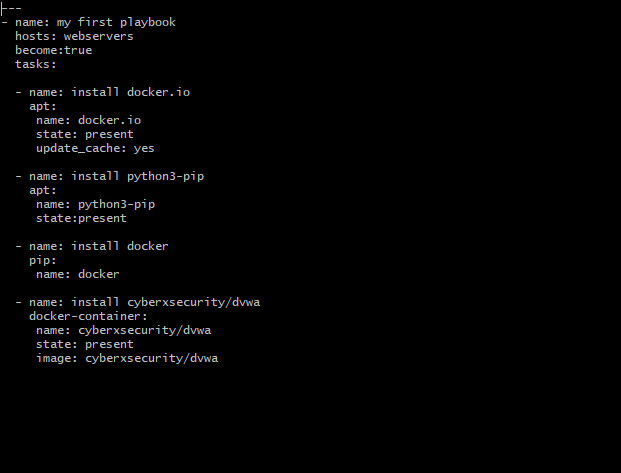 ---
- name: my first playbook
  hosts: webservers
  become:true
  tasks:

  - name: install docker.io
    apt:
     name: docker.io
     state: present
     update_cache: yes

  - name: install python3-pip
    apt:
     name: python3-pip
     state:present

  - name: install docker
    pip:
     name: docker

  - name: install cyberxsecurity/dvwa
    docker-container:
     name: cyberxsecurity/dvwa
     state: present
     image: cyberxsecurity/dvwa